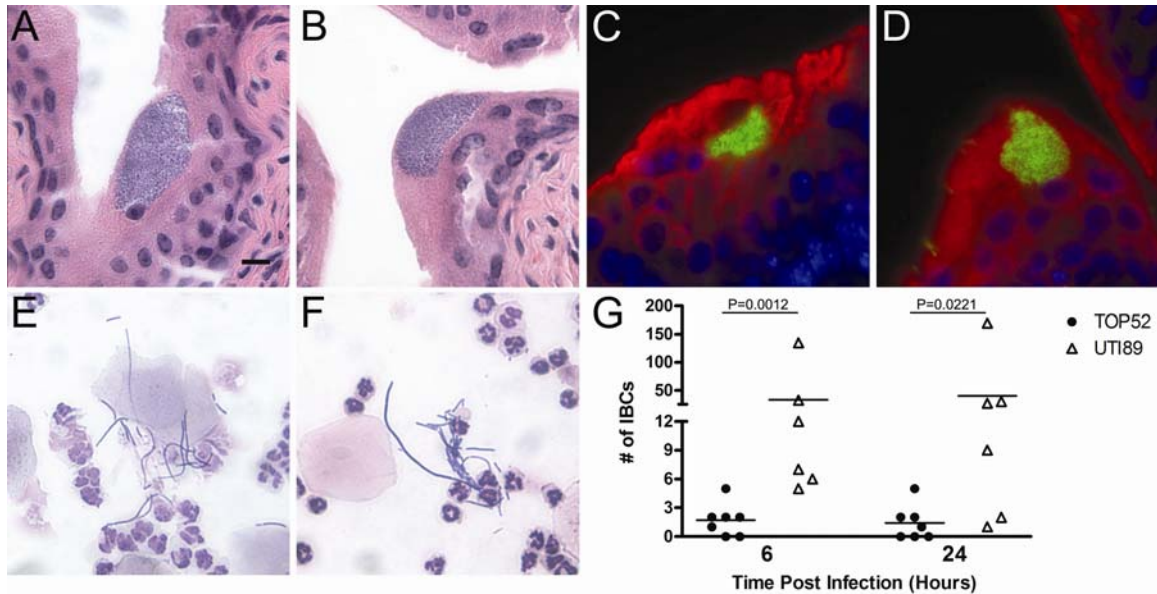 A
B
C
D
E
F
G
P=0.0012
P=0.0221
TOP52
UTI89
# of IBCs
200
150
100
50
12
9
6
3
0
6
24
Time Post Infection (Hours)